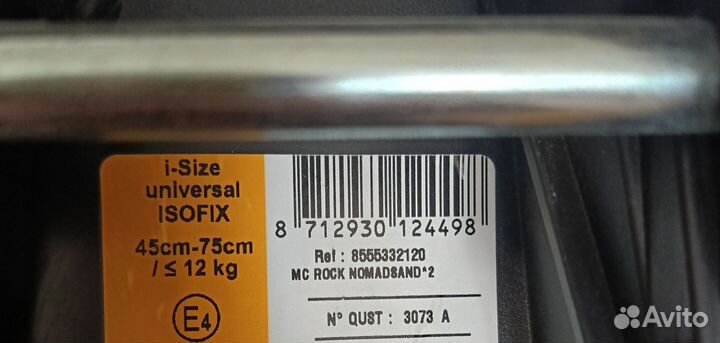 i-Size
universal
ISOFIX
45cm-75cm
/ ≤ 12 kg
E4
8 712930 124498
Ref : 8555332120
MC ROCK NOMADSAND*2
N° QUST : 3073 A
Avito